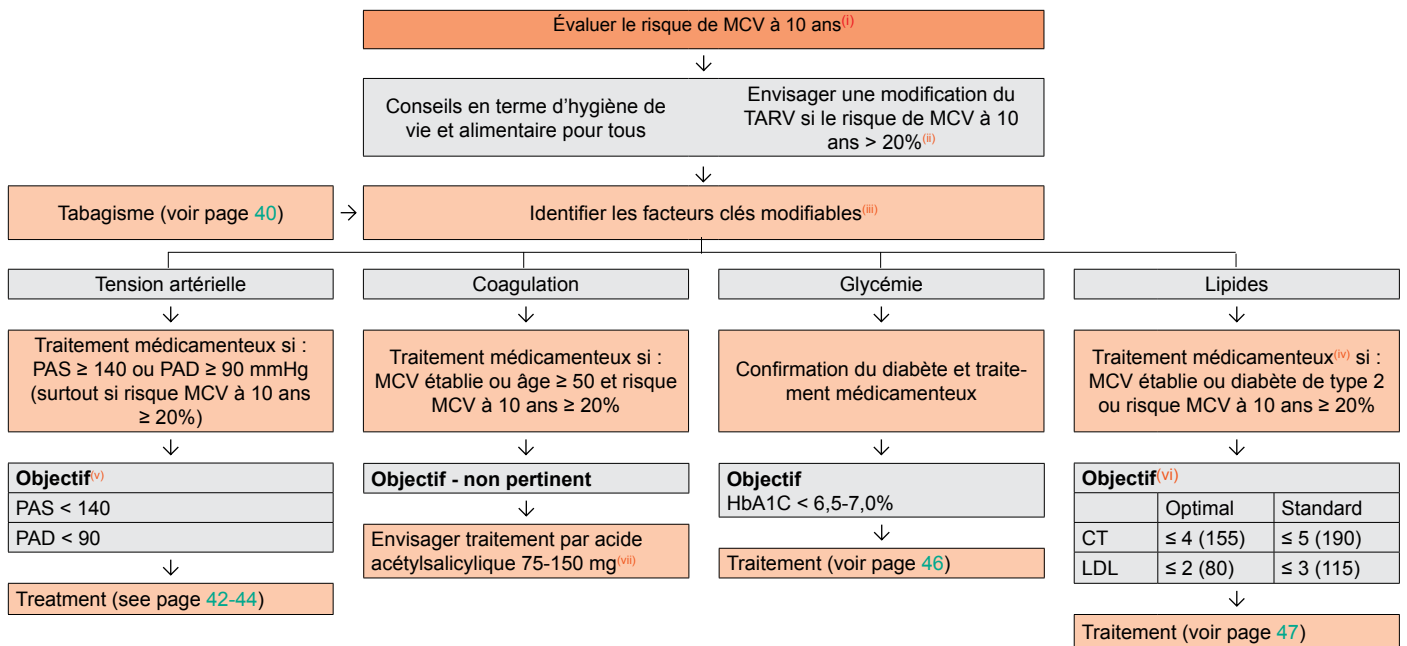 Évaluer le risque de MCV à 10 ans(i)
Conseils en terme d'hygiène de
vie et alimentaire pour tous
Envisager une modification du
TARV si le risque de MCV à 10
ans > 20%(ii)
Tabagisme (voir page 40)
Identifier les facteurs clés modifiables(iii)
Tension artérielle
Coagulation
Glycémie
Lipides
Traitement médicamenteux si :
PAS ≥ 140 ou PAD ≥ 90 mmHg
(surtout si risque MCV à 10 ans
≥ 20%)
Traitement médicamenteux si :
MCV établie ou âge ≥ 50 et risque
MCV à 10 ans ≥ 20%
Confirmation du diabète et traite-
ment médicamenteux
Traitement médicamenteux(iv) si :
MCV établie ou diabète de type 2
ou risque MCV à 10 ans ≥ 20%
Objectif(v)
PAS < 140
PAD < 90
Objectif - non pertinent
Objectif
HbA1C < 6,5-7,0%
Objectif(vi)
Optimal Standard
CT ≤ 4 (155) ≤ 5 (190)
LDL ≤ 2 (80) ≤ 3 (115)
Treatment (see page 42-44)
Envisager traitement par acide
acétylsalicylique 75-150 mg(vii)
Traitement (voir page 46)
Traitement (voir page 47)